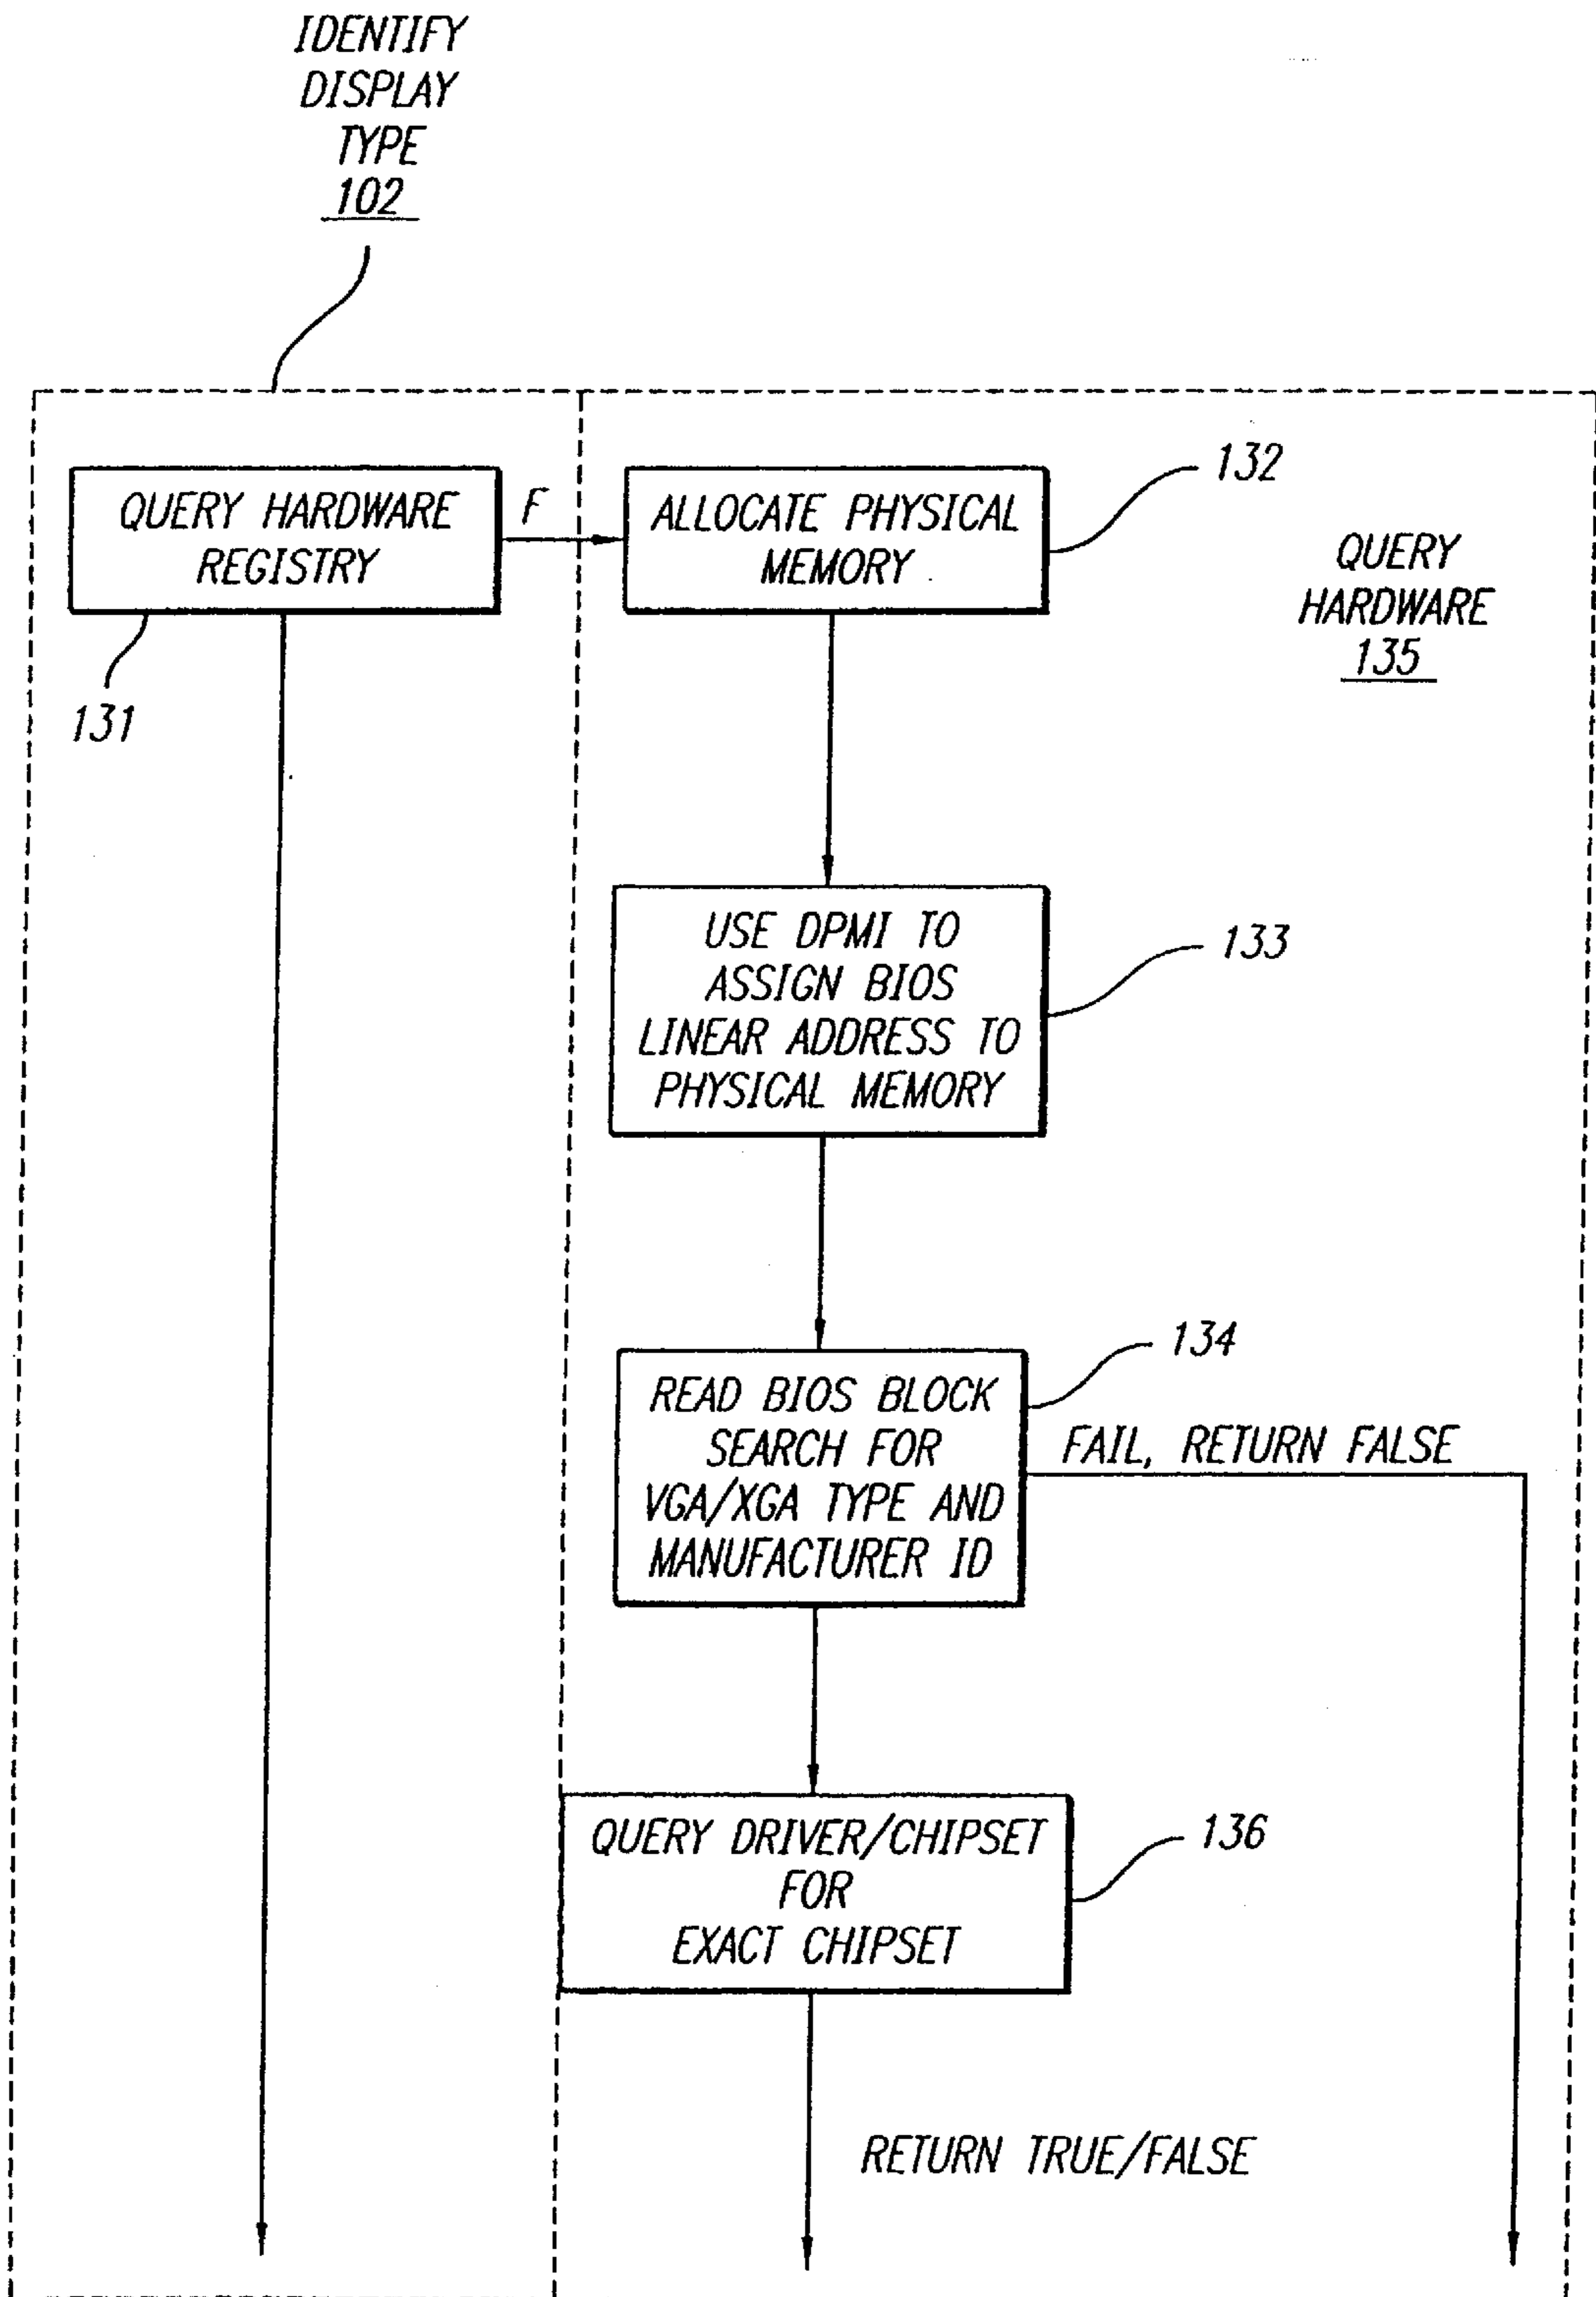 IDENTIFY
DISPLAY
TYPE
102
QUERY HARDWARE
REGISTRY
131
F
ALLOCATE PHYSICAL
MEMORY
132
QUERY
HARDWARE
135
USE DPMI TO
ASSIGN BIOS
LINEAR ADDRESS TO
PHYSICAL MEMORY
133
READ BIOS BLOCK
SEARCH FOR
VGA/XGA TYPE AND
MANUFACTURER ID
134
FAIL, RETURN FALSE
QUERY DRIVER/CHIPSET
FOR
EXACT CHIPSET
136
RETURN TRUE/FALSE